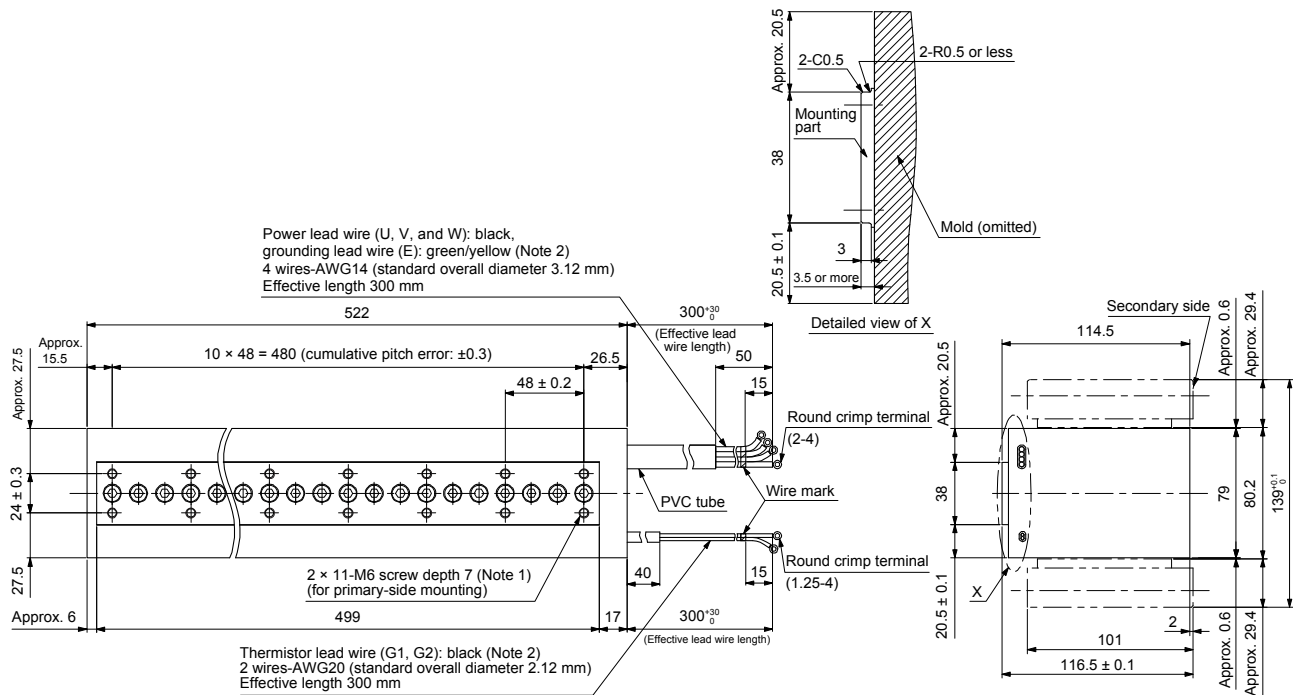 Approx. 20.5
2-C0.5
2-R0.5 or less
Mounting
part
38
Mold (omitted)
3
3.5 or more
20.5 ± 0.1
Detailed view of X
Power lead wire (U, V, and W): black,
grounding lead wire (E): green/yellow (Note 2)
4 wires-AWG14 (standard overall diameter 3.12 mm)
Effective length 300 mm
522
300 +30 0
(Effective lead
wire length)
Approx.
15.5
10 × 48 = 480 (cumulative pitch error: ±0.3)
26.5
50
48 ± 0.2
15
Approx. 27.5
24 ± 0.3
27.5
Round crimp terminal
(2-4)
PVC tube
Wire mark
Round crimp terminal
(1.25-4)
2 × 11-M6 screw depth 7 (Note 1)
(for primary-side mounting)
40
15
Approx. 6
499
17
300 +30 0
(Effective lead wire length)
Thermistor lead wire (G1, G2): black (Note 2)
2 wires-AWG20 (standard overall diameter 2.12 mm)
Effective length 300 mm
Secondary side
114.5
Approx. 0.6
Approx. 29.4
Approx. 20.5
38
79
80.2
139 +0.1 0
20.5 ± 0.1
X
2
101
116.5 ± 0.1
Approx. 0.6
Approx. 29.4